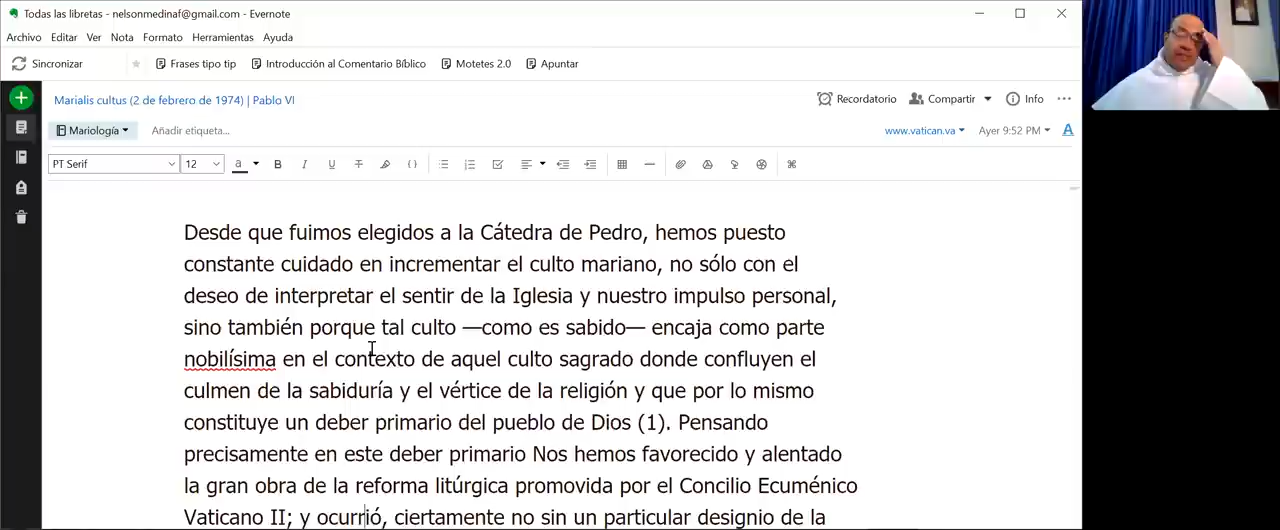 Todas las libretas - nelsonmedinaf@gmail.com - Evernote
Archivo Editar Ver Nota Formato Herramientas Ayuda
Sincronizar Frases tipo tip Introducción al Comentario Bíblico Motetes 2.0 Apuntar
Marialis cultus (2 de febrero de 1974) | Pablo VI Recordatorio Compartir Info
Mariología Añadir etiqueta... www.vatican.va Ayer 9:52 PM A
PT Serif 12 a B I U T
Desde que fuimos elegidos a la Cátedra de Pedro, hemos puesto
constante cuidado en incrementar el culto mariano, no sólo con el
deseo de interpretar el sentir de la Iglesia y nuestro impulso personal,
sino también porque tal culto —como es sabido— encaja como parte
nobilísima en el contexto de aquel culto sagrado donde confluyen el
culmen de la sabiduría y el vértice de la religión y que por lo mismo
constituye un deber primario del pueblo de Dios (1). Pensando
precisamente en este deber primario Nos hemos favorecido y alentado
la gran obra de la reforma litúrgica promovida por el Concilio Ecuménico
Vaticano II; y ocurrió, ciertamente no sin un particular designio de la